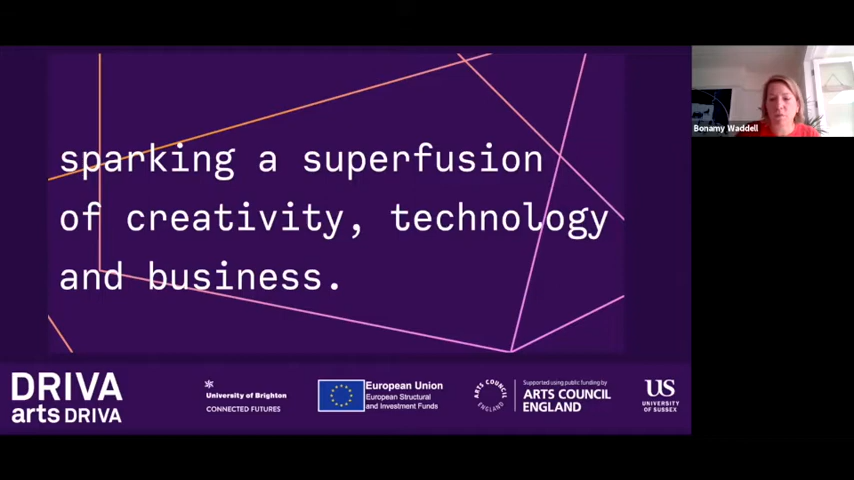 sparking a superfusion
of creativity, technology
and business.
Bonamy Waddell
DRIVA
arts DRIVA
University of Brighton
CONNECTED FUTURES
European Union
European Structural
and Investment Funds
ARTS COUNCIL
ENGLAND
Supported using public funding by
ARTS COUNCIL
ENGLAND
US
UNIVERSITY
OF SUSSEX